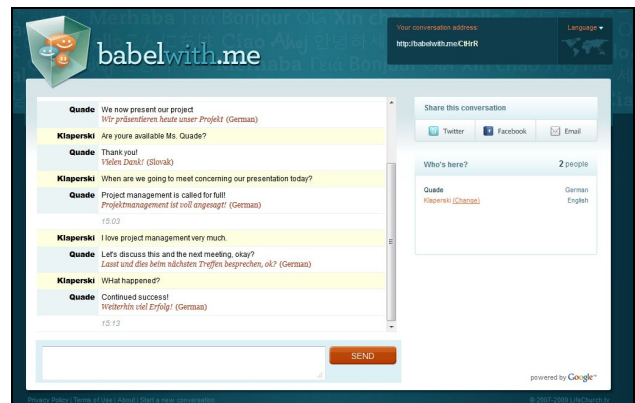 babelwith.me
Your conversation address:
http://babelwith.me/CtHrR
Language
Quade We now present our project
Wir präsentieren heute unser Projekt (German)
Klaperski Are youre available Ms. Quade?
Quade Thank you!
Vielen Dank! (Slovak)
Klaperski When are we going to meet concerning our presentation today?
Quade Project management is called for full!
Projektmanagement ist voll angesagt! (German)
15:03
Klaperski I love project management very much.
Quade Let's discuss this and the next meeting, okay?
Lasst und dies beim nächsten Treffen besprechen, ok? (German)
Klaperski WHat happened?
Quade Continued success!
Weiterhin viel Erfolg! (German)
15:13
SEND
Share this conversation
Twitter Facebook Email
Who's here? 2 people
Quade German
Klaperski (Change) English
powered by Google™
Privacy Policy | Terms of Use | About | Start a new conversation
© 2007-2009 LifeChurch.tv